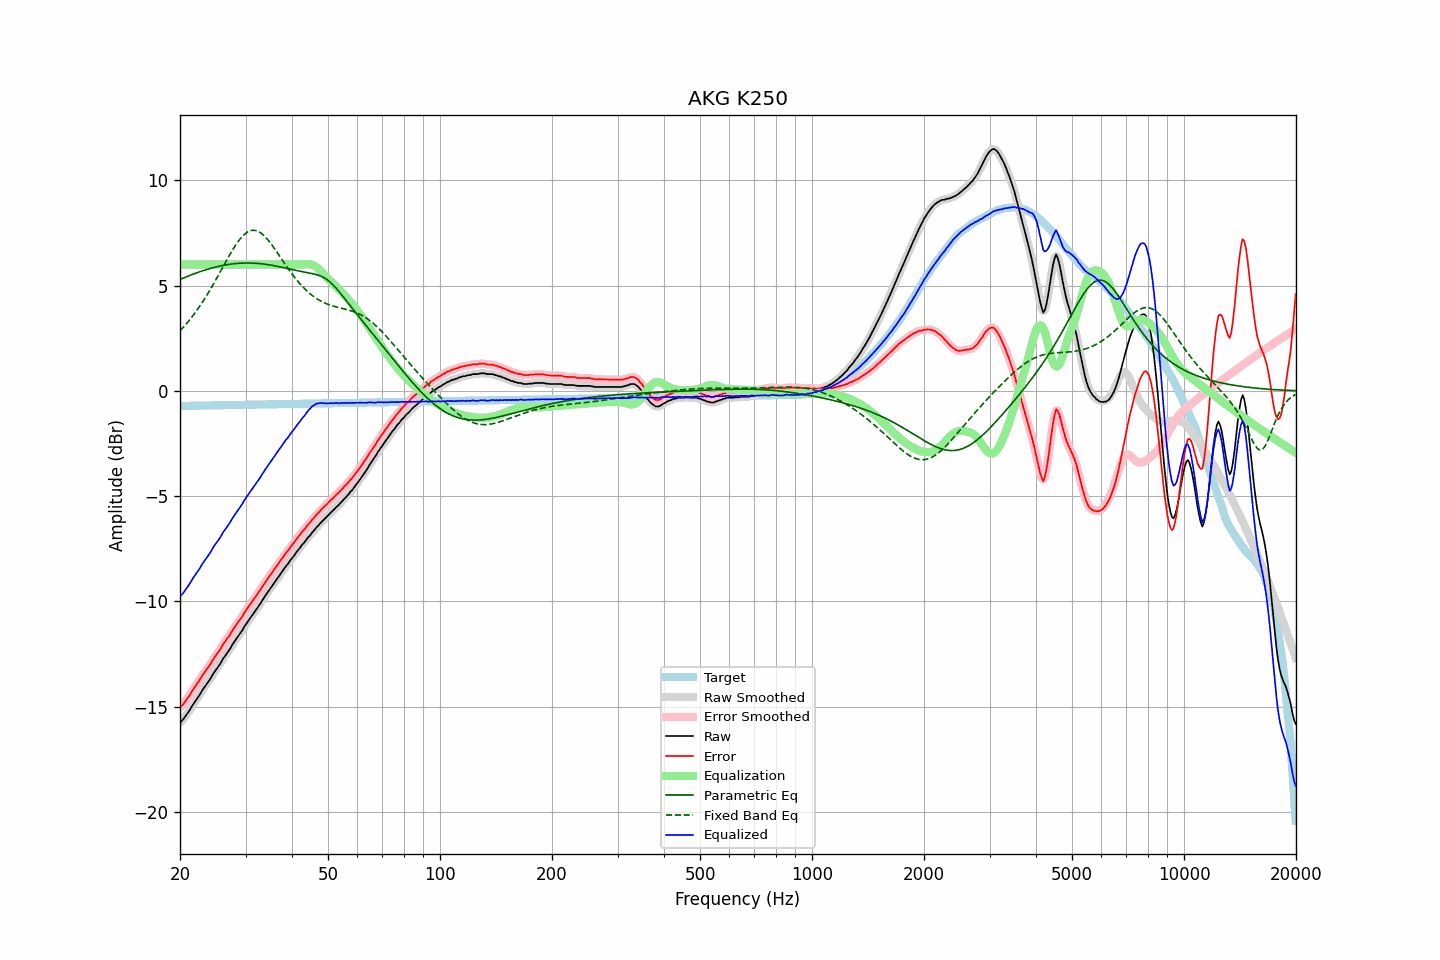 AKG K250
Amplitude (dBr)
10
5
0
−5
−10
−15
−20
Target
Raw Smoothed
Error Smoothed
Raw
Error
Equalization
Parametric Eq
Fixed Band Eq
Equalized
20
50
100
200
500
1000
2000
5000
10000
20000
Frequency (Hz)